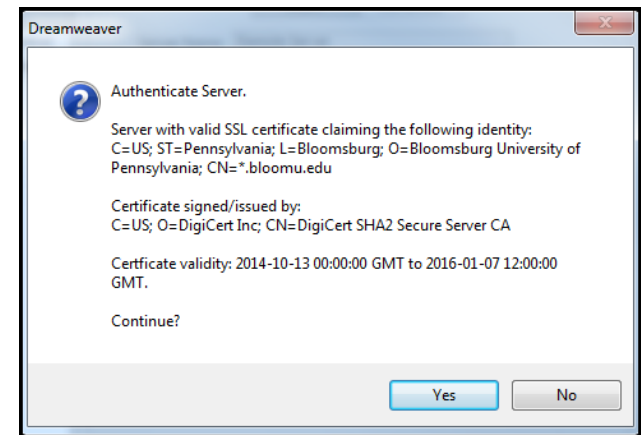 Dreamweaver
Authenticate Server.
Server with valid SSL certificate claiming the following identity:
C=US; ST=Pennsylvania; L=Bloomsburg; O=Bloomsburg University of
Pennsylvania; CN=*.bloomu.edu
Certificate signed/issued by:
C=US; O=DigiCert Inc; CN=DigiCert SHA2 Secure Server CA
Certficate validity: 2014-10-13 00:00:00 GMT to 2016-01-07 12:00:00
GMT.
Continue?
Yes
No